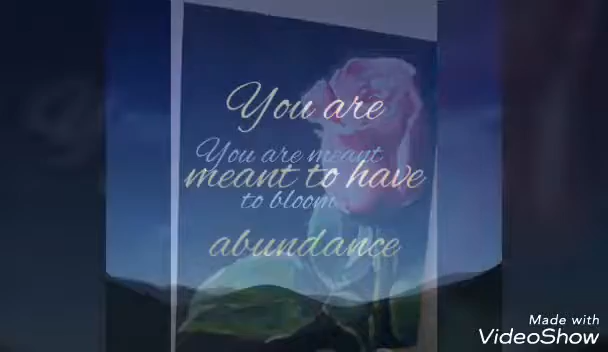 You are
You are meant
meant to have
to bloom
abundance
Made with
VideoShow